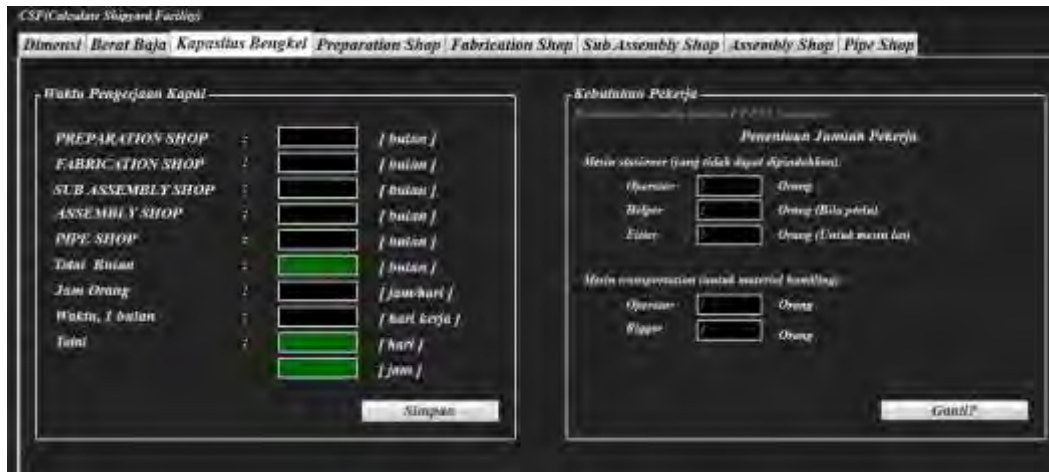 CSF(Calculate Shipyard Facility)
Dimensi Berat Baja Kapasitas Bengkel Preparation Shop Fabrication Shop Sub Assembly Shop Assembly Shop Pipe Shop
Waktu Pengerjaan Kapal
PREPARATION SHOP : [ bulan ]
FABRICATION SHOP : [ bulan ]
SUB ASSEMBLY SHOP : [ bulan ]
ASSEMBLY SHOP : [ bulan ]
PIPE SHOP : [ bulan ]
Total Bulan : [ bulan ]
Jam Orang : [ jam/hari ]
Waktu, 1 bulan : [ hari kerja ]
Total : [ hari ]
[ jam ]
Simpan
Kebutuhan Pekerja
Penentuan Jumlah Pekerja
Mesin stasioner (yang tidak dapat dipindahkan).
Operator Orang
Helper Orang (Bila perlu)
Fitter Orang (Untuk mesin las)
Mesin transportation (untuk material handling).
Operator Orang
Rigger Orang
Ganti?